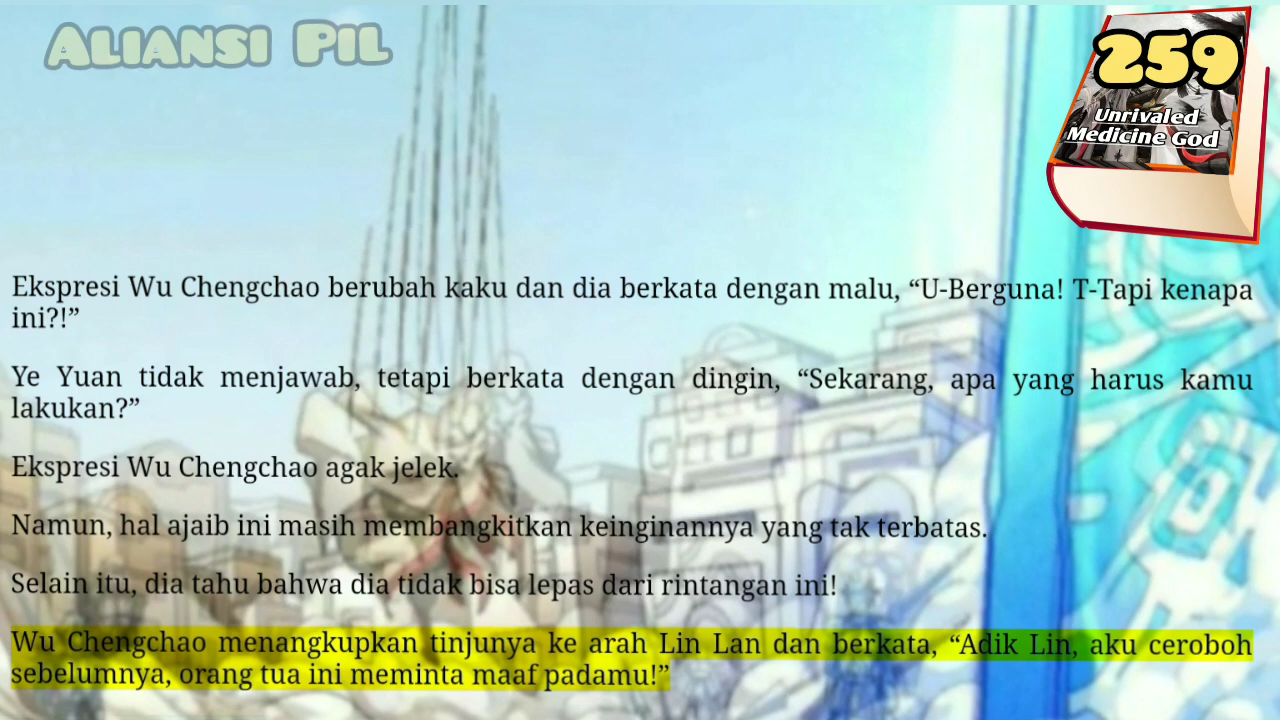 Aliansi Pil
259
Unrivaled
Medicine God
Ekspresi Wu Chengchao berubah kaku dan dia berkata dengan malu, “U-Berguna! T-Tapi kenapa
ini?!”
Ye Yuan tidak menjawab, tetapi berkata dengan dingin, “Sekarang, apa yang harus kamu
lakukan?”
Ekspresi Wu Chengchao agak jelek.
Namun, hal ajaib ini masih membangkitkan keinginannya yang tak terbatas.
Selain itu, dia tahu bahwa dia tidak bisa lepas dari rintangan ini!
Wu Chengchao menangkupkan tinjunya ke arah Lin Lan dan berkata, “Adik Lin, aku ceroboh
sebelumnya, orang tua ini meminta maaf padamu!”